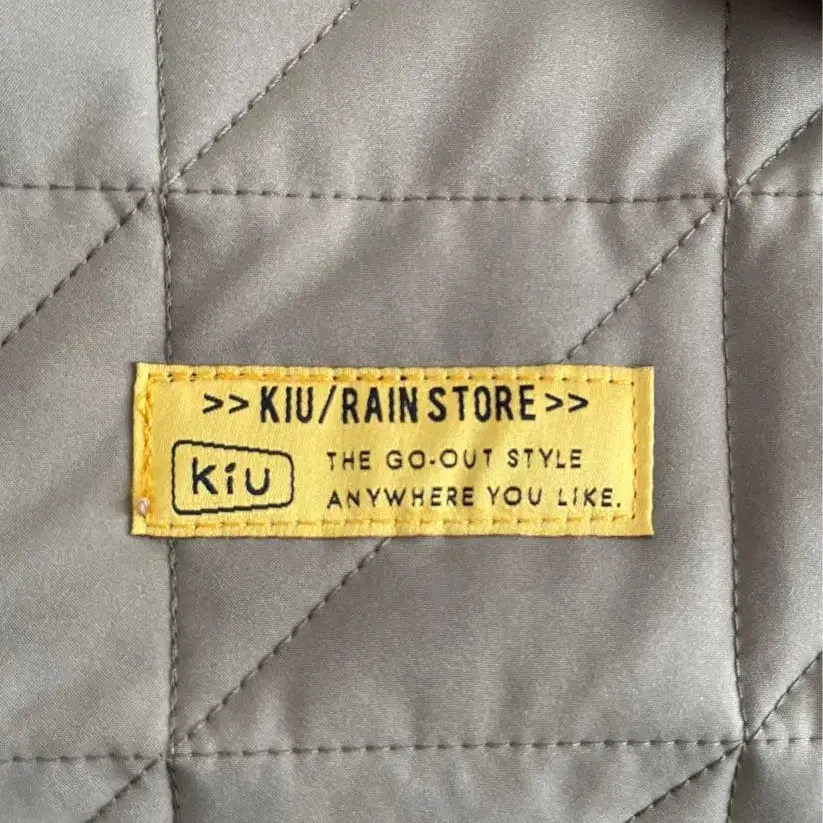 >> KIU/RAIN STORE >>
kiu
THE GO-OUT STYLE
ANYWHERE YOU LIKE.